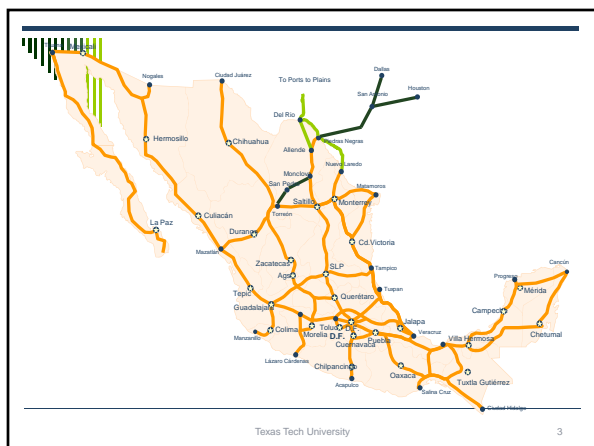 Tijuana
Mexicali
Nogales
Ciudad Juárez
To Ports to Plains
Dallas
Houston
San Antonio
Del Río
Piedras Negras
Hermosillo
Chihuahua
Allende
Nuevo Laredo
Monclova
San Pedro
Matamoros
Saltillo
Monterrey
Torreón
Culiacán
La Paz
Durango
Cd.Victoria
Mazatlán
Zacatecas
SLP
Tampico
Cancún
Ags
Progreso
Mérida
Tepic
Querétaro
Tuxpan
Guadalajara
Campeche
Jalapa
Toluca
D.F.
Colima
Morelia
D.F.
Puebla
Veracruz
Villa Hermosa
Chetumal
Manzanillo
Cuernavaca
Lázaro Cárdenas
Chilpancingo
Oaxaca
Tuxtla Gutiérrez
Acapulco
Salina Cruz
Ciudad Hidalgo
Texas Tech University
3